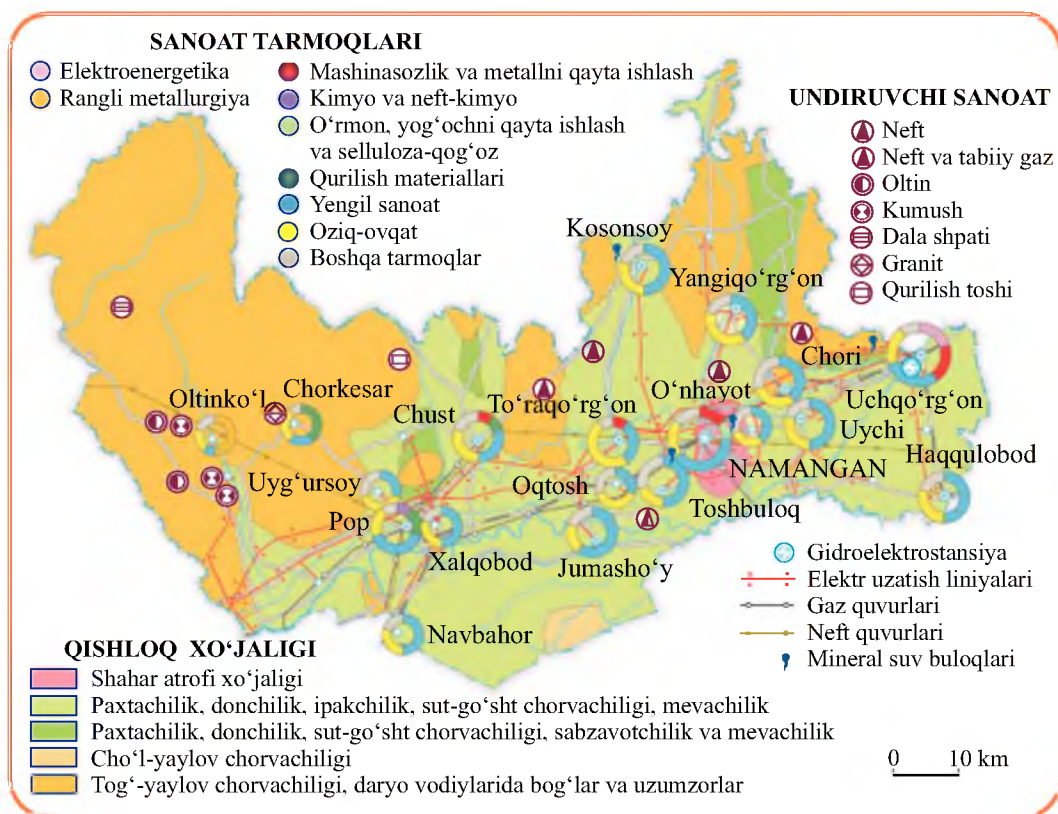 SANOAT TARMOQLARI
Elektroenergetika
Rangli metallurgiya
Mashinasozlik va metallni qayta ishlash
Kimyo va neft-kimyo
O‘rmon, yog‘ochni qayta ishlash
va selluloza-qog‘oz
Qurilish materiallari
Yengil sanoat
Oziq-ovqat
Boshqa tarmoqlar
UNDIRUVCHI SANOAT
Neft
Neft va tabiiy gaz
Oltin
Kumush
Dala shpati
Granit
Qurilish toshi
Kosonsoy
Yangiqo‘rg‘on
Chori
Oltinko‘l
Chorkesar
Chust
To‘raqo‘rg‘on
O‘nhayot
Uchqo‘rg‘on
Uychi
Haqqulobod
NAMANGAN
Uyg‘ursoy
Oqtosh
Toshbuloq
Pop
Xalqobod
Jumasho‘y
Navbahor
Gidroelektrostansiya
Elektr uzatish liniyalari
Gaz quvurlari
Neft quvurlari
Mineral suv buloqlari
QISHLOQ XO‘JALIGI
Shahar atrofi xo‘jaligi
Paxtachilik, donchilik, ipakchilik, sut-go‘sht chorvachiligi, mevachilik
Paxtachilik, donchilik, sut-go‘sht chorvachiligi, sabzavotchilik va mevachilik
Cho‘l-yaylov chorvachiligi
Tog‘-yaylov chorvachiligi, daryo vodiylarida bog‘lar va uzumzorlar
0 10 km